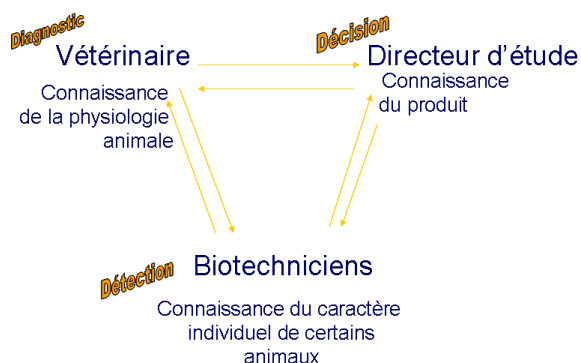 Diagnostic
Vétérinaire
Connaissance
de la physiologie
animale
Décision
Directeur d'étude
Connaissance
du produit
Détection
Biotechniciens
Connaissance du caractère
individuel de certains
animaux